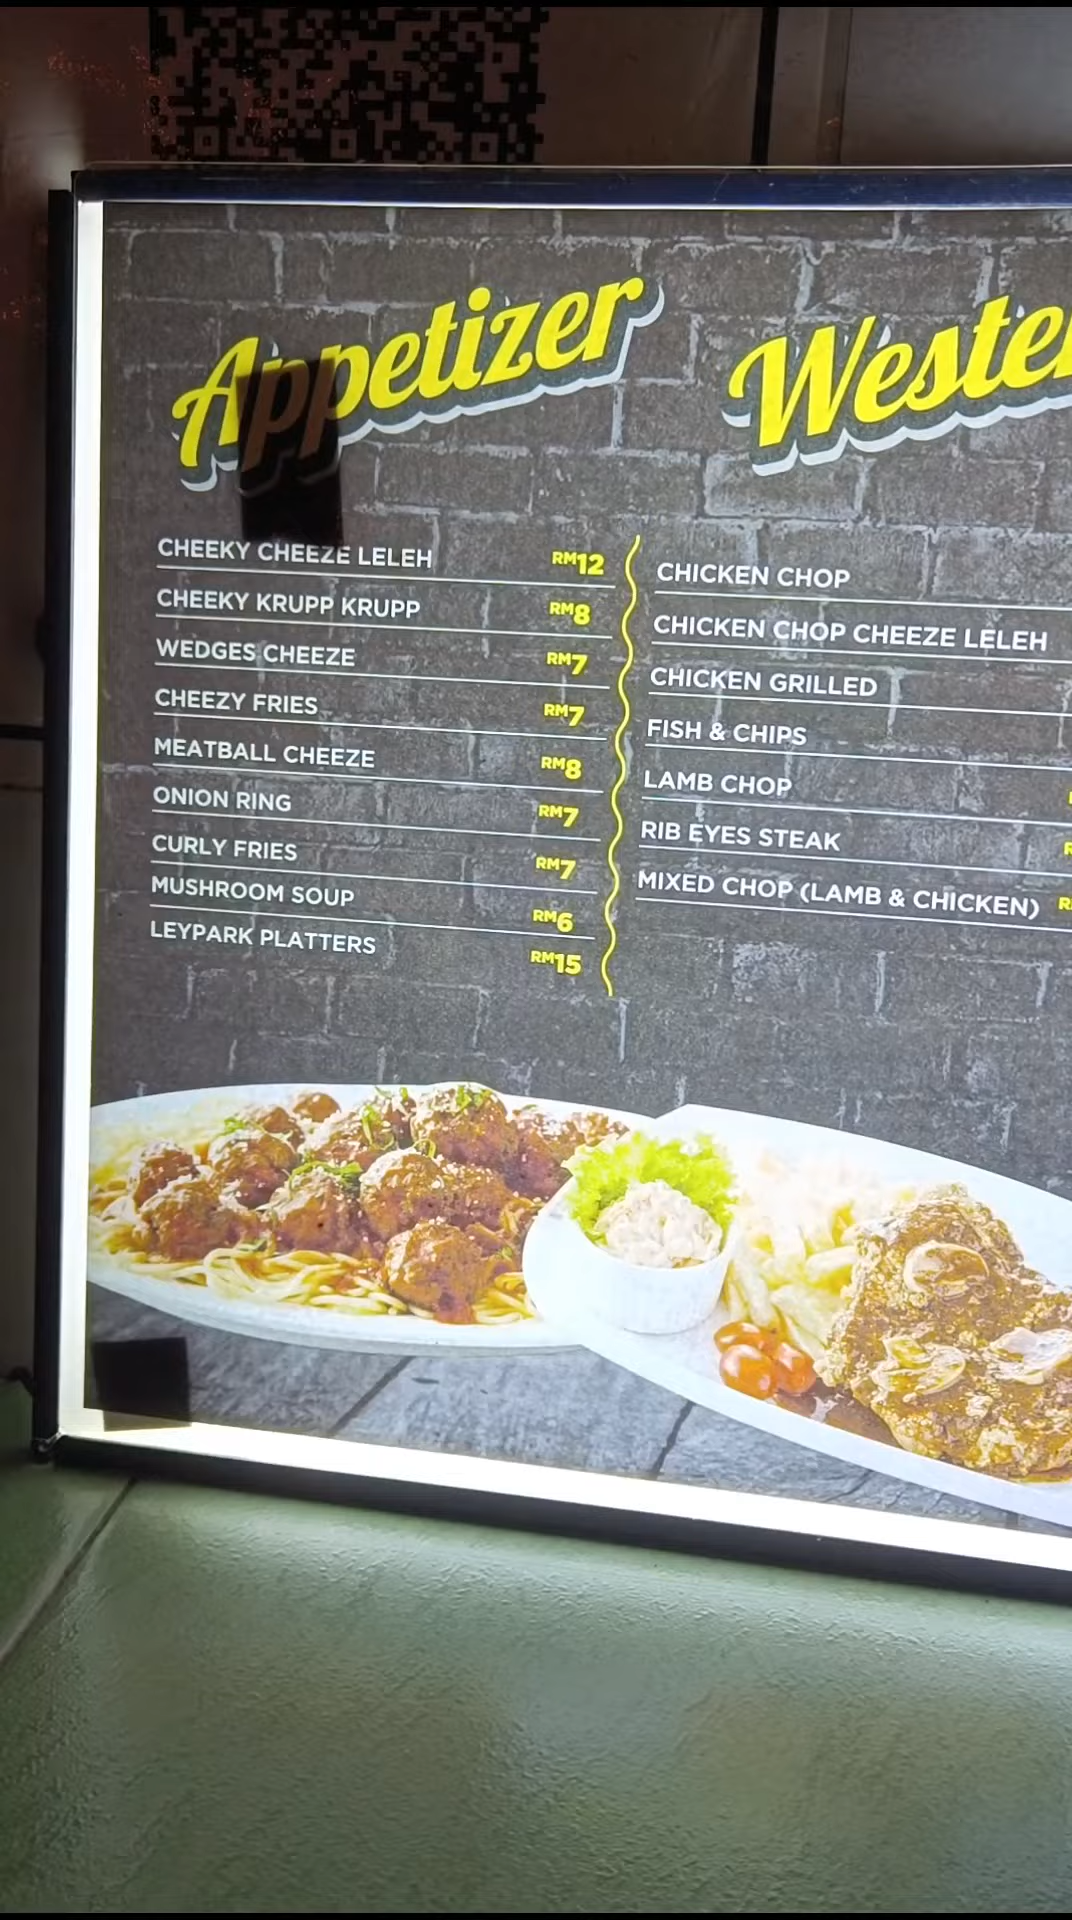 Appetizer
CHEEKY CHEEZE LELEH RM12
CHEEKY KRUPP KRUPP RM8
WEDGES CHEEZE RM7
CHEEZY FRIES RM7
MEATBALL CHEEZE RM8
ONION RING RM7
CURLY FRIES RM7
MUSHROOM SOUP RM6
LEYPARK PLATTERS RM15
CHICKEN CHOP
CHICKEN CHOP CHEEZE LELEH
CHICKEN GRILLED
FISH & CHIPS
LAMB CHOP
RIB EYES STEAK
MIXED CHOP (LAMB & CHICKEN)